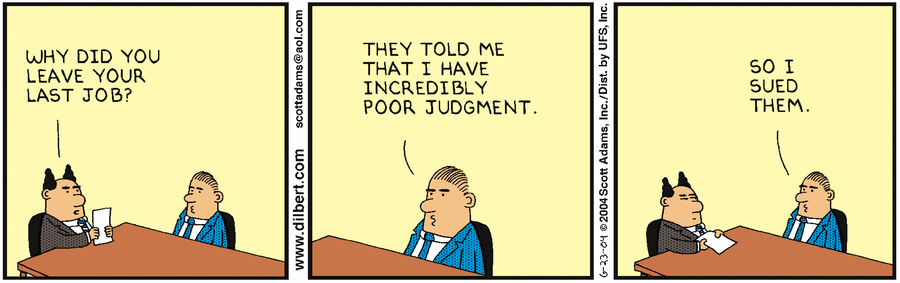 WHY DID YOU
LEAVE YOUR
LAST JOB?
www.dilbert.com scottadams@aol.com
THEY TOLD ME
THAT I HAVE
INCREDIBLY
POOR JUDGMENT.
6-23-04 © 2004 Scott Adams, Inc./Dist. by UFS, Inc.
SO I
SUED
THEM.